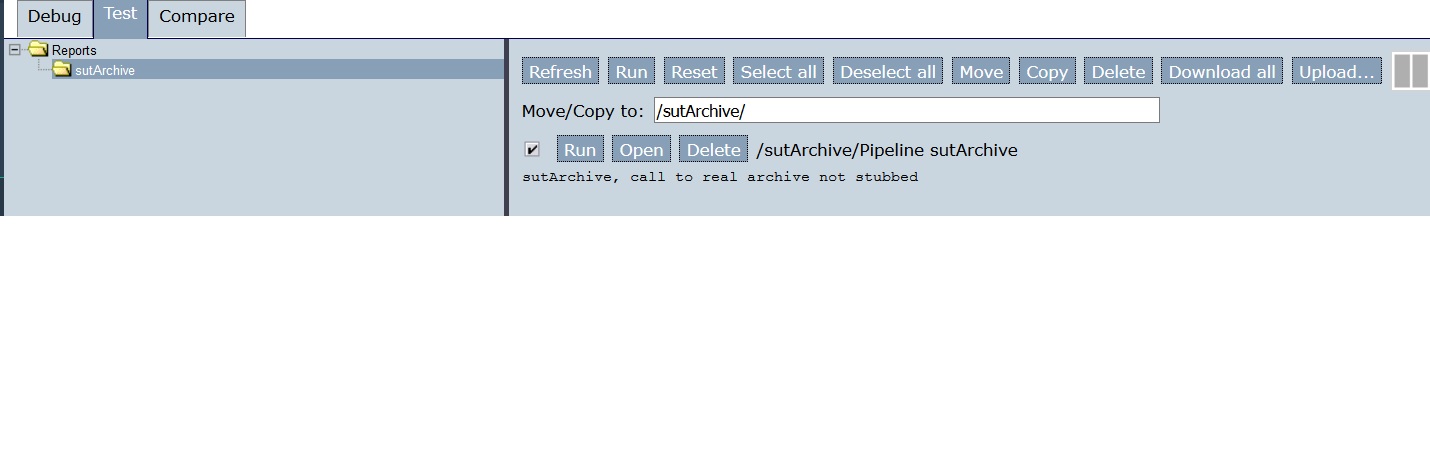 Debug Test Compare
Reports
sutArchive
Refresh Run Reset Select all Deselect all Move Copy Delete Download all Upload...
Move/Copy to: /sutArchive/
Run Open Delete /sutArchive/Pipeline sutArchive
sutArchive, call to real archive not stubbed